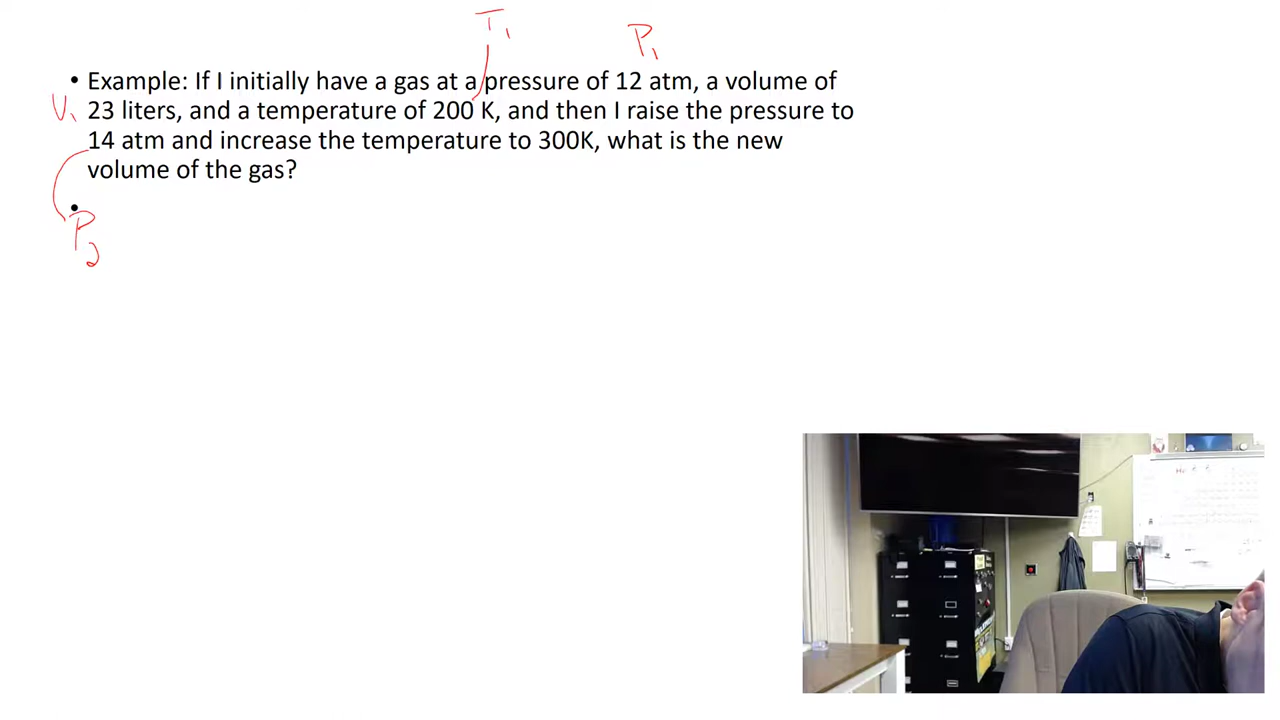 T₁
P₁
• Example: If I initially have a gas at a pressure of 12 atm, a volume of
V₁ 23 liters, and a temperature of 200 K, and then I raise the pressure to
14 atm and increase the temperature to 300K, what is the new
volume of the gas?
•
P₂